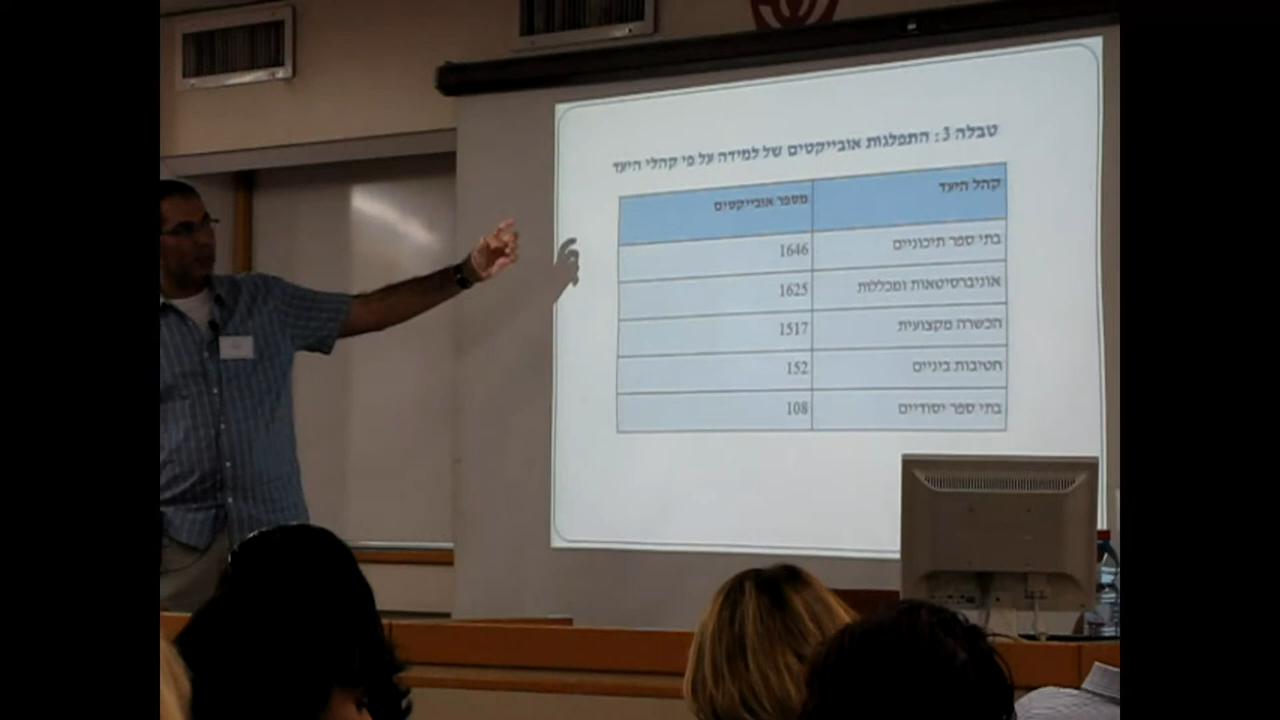 טבלה 3: התפלגות אובייקטים של למידה על פי קהלי היעד
קהל היעד מספר אובייקטים
בתי ספר תיכוניים 1646
אוניברסיטאות ומכללות 1625
הכשרה מקצועית 1517
חטיבות ביניים 152
בתי ספר יסודיים 108